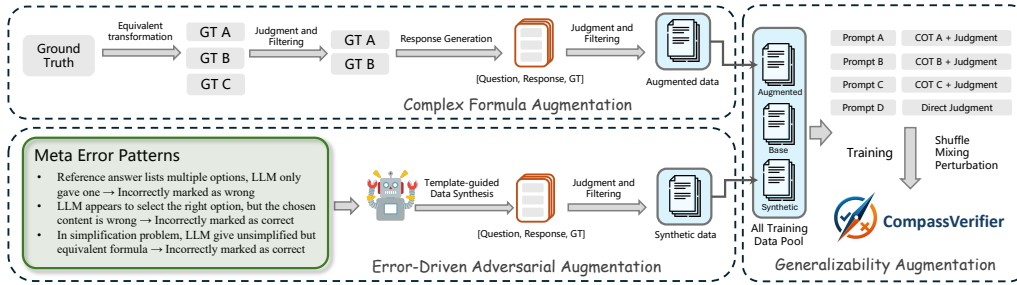 Ground
Truth
Equivalent
transformation
GT A
GT B
GT C
Judgment and
Filtering
GT A
GT B
Response Generation
[Question, Response, GT]
Judgment and
Filtering
Augmented data
Complex Formula Augmentation
Meta Error Patterns
• Reference answer lists multiple options, LLM only
gave one → Incorrectly marked as wrong
• LLM appears to select the right option, but the chosen
content is wrong → Incorrectly marked as correct
• In simplification problem, LLM give unsimplified but
equivalent formula → Incorrectly marked as correct
Template-guided
Data Synthesis
[Question, Response, GT]
Judgment and
Filtering
Synthetic data
Error-Driven Adversarial Augmentation
Augmented
Base
Synthetic
All Training
Data Pool
Prompt A
COT A + Judgment
Prompt B
COT B + Judgment
Prompt C
COT C + Judgment
Prompt D
Direct Judgment
Training
Shuffle
Mixing
Perturbation
CompassVerifier
Generalizability Augmentation